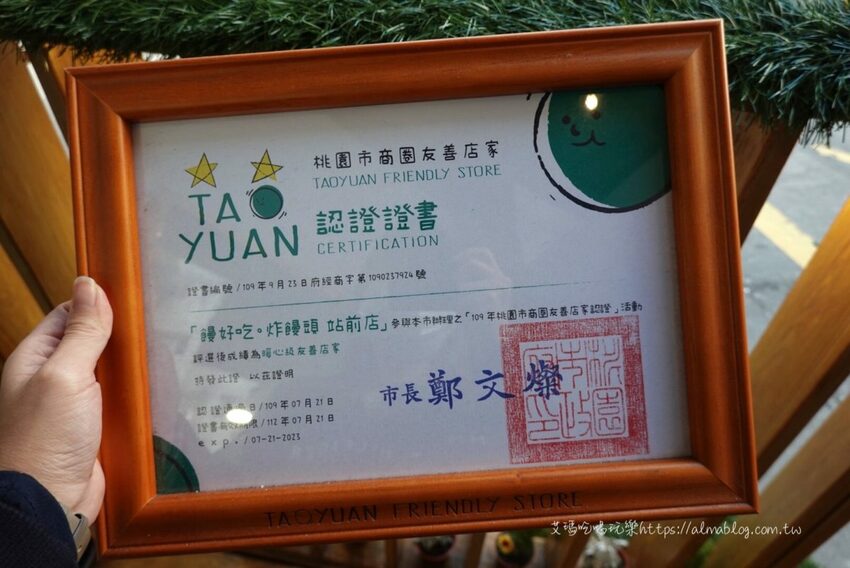 TAO
YUAN
桃園市商圈友善店家
TAOYUAN FRIENDLY STORE
認證證書
CERTIFICATION
證書編號/109年9月23日府經商字第1090237924號
「饅好吃。炸饅頭 站前店」參與本市辦理之「109年桃園市商圈友善店家認證」活動
評選後成績為暖心級友善店家
特發此證 以茲證明
市長 鄭文燦
認證通過日/109年07月21日
證書有效期限/112年07月21日
exp./07-21-2023
TAOYUAN FRIENDLY STORE
艾瑪吃喝玩樂https://almablog.com.tw